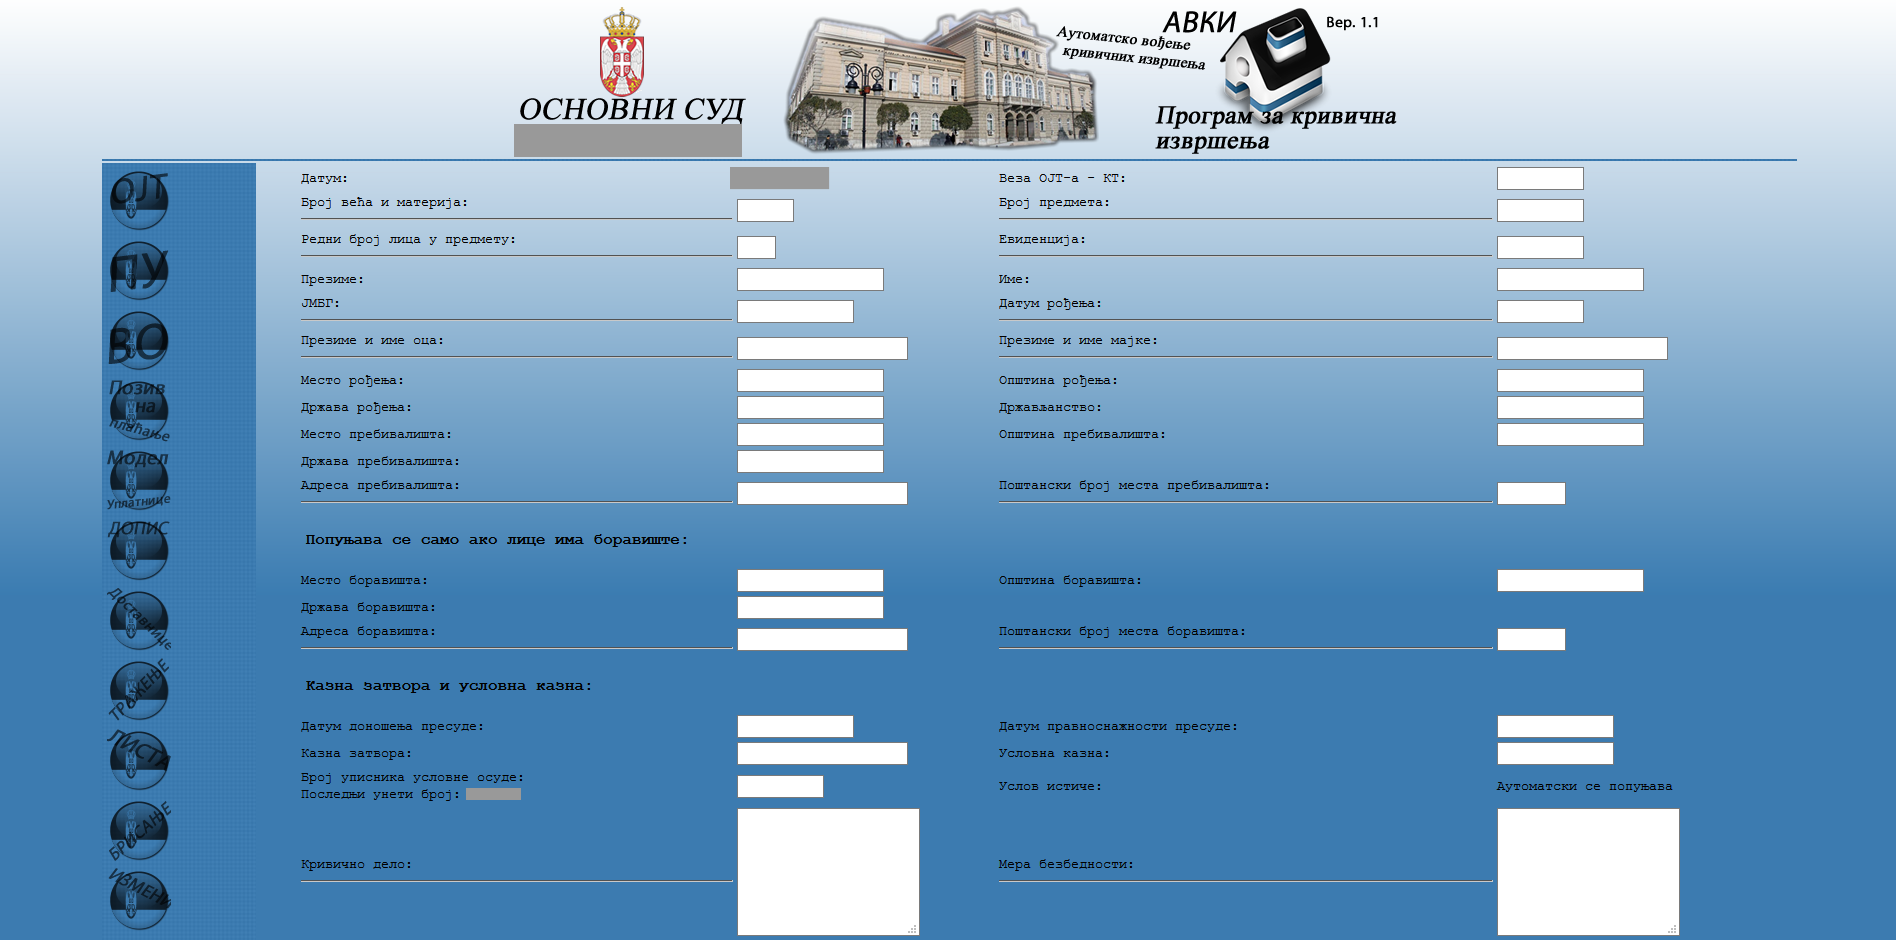 ОСНОВНИ СУД
Аутоматско вођење
кривичних извршења
АВКИ
Вер. 1.1
Програм за кривична
извршења
ОЈТ
ПУ
ВО
Позив
на
плаћање
Модел
Уплатнице
ДОПИС
Доставнице
ТРАЖЕЊЕ
ЛИСТА
БРИСАЊЕ
ИЗМЕНИ
Датум:
Веза ОЈТ-а - КТ:
Број већа и материја:
Број предмета:
Редни број лица у предмету:
Евиденција:
Презиме:
Име:
ЈМБГ:
Датум рођења:
Презиме и име оца:
Презиме и име мајке:
Место рођења:
Општина рођења:
Држава рођења:
Држављанство:
Место пребивалишта:
Општина пребивалишта:
Држава пребивалишта:
Адреса пребивалишта:
Поштански број места пребивалишта:
Попуњава се само ако лице има боравиште:
Место боравишта:
Општина боравишта:
Држава боравишта:
Адреса боравишта:
Поштански број места боравишта:
Казна затвора и условна казна:
Датум доношења пресуде:
Датум правноснажности пресуде:
Казна затвора:
Условна казна:
Број уписника условне осуде:
Последњи унети број:
Услов истиче:
Аутоматски се попуњава
Кривично дело:
Мера безбедности: